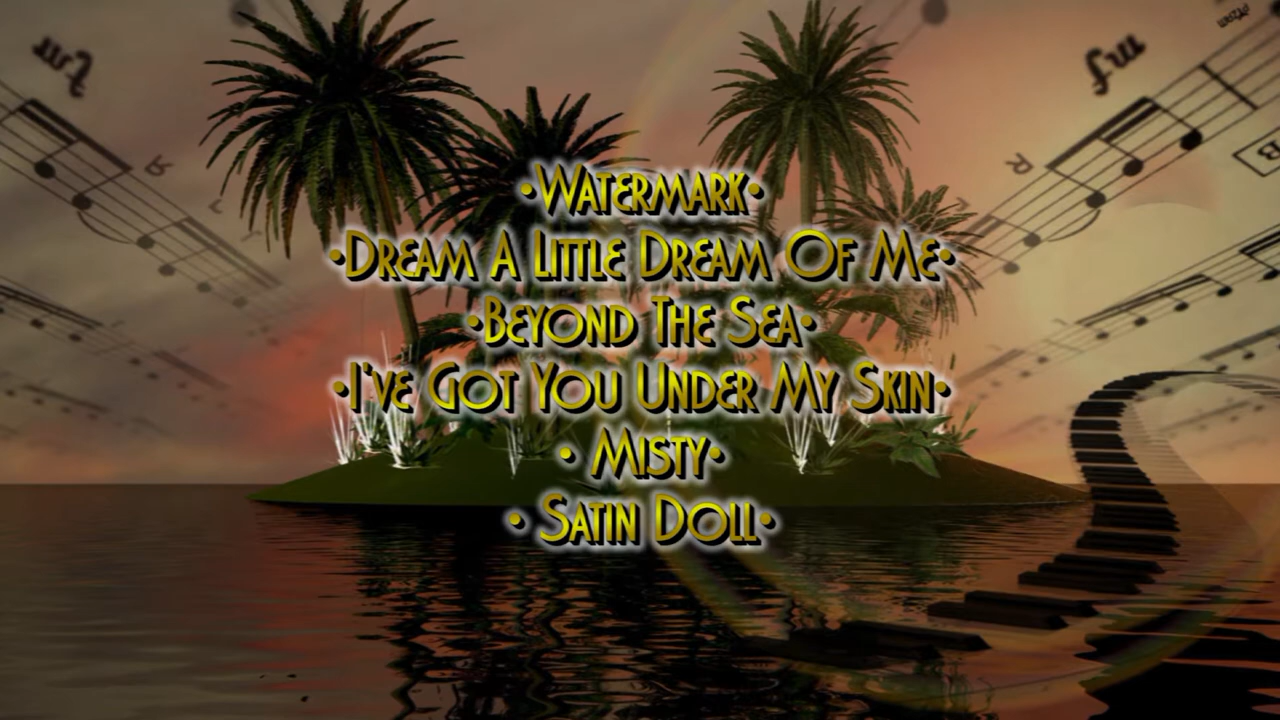 •Watermark•
•Dream A Little Dream Of Me•
•Beyond The Sea•
•I've Got You Under My Skin•
• Misty•
• Satin Doll•